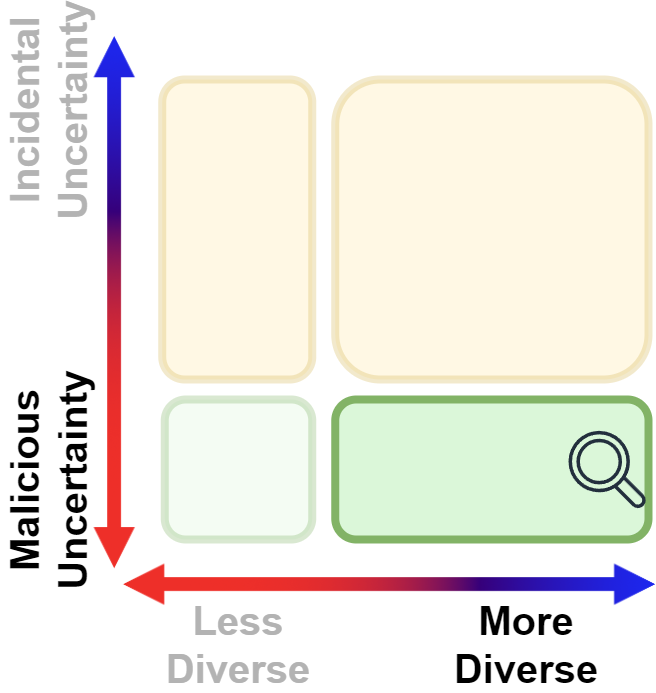 Incidental
Uncertainty
Malicious
Uncertainty
Less
Diverse
More
Diverse